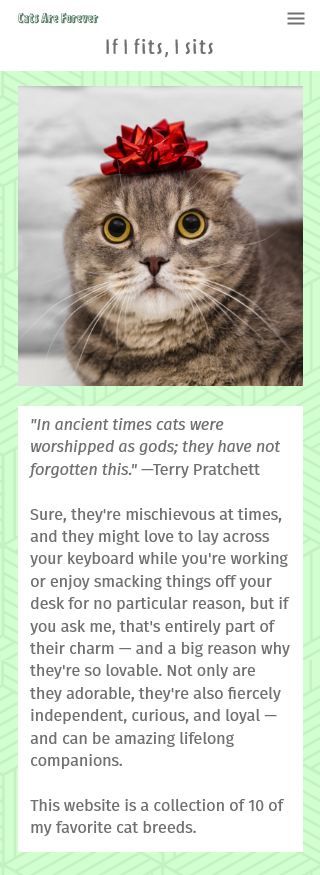 Cats Are Forever
If I fits, I sits
"In ancient times cats were
worshipped as gods; they have not
forgotten this." —Terry Pratchett
Sure, they're mischievous at times,
and they might love to lay across
your keyboard while you're working
or enjoy smacking things off your
desk for no particular reason, but if
you ask me, that's entirely part of
their charm — and a big reason why
they're so lovable. Not only are
they adorable, they're also fiercely
independent, curious, and loyal —
and can be amazing lifelong
companions.
This website is a collection of 10 of
my favorite cat breeds.